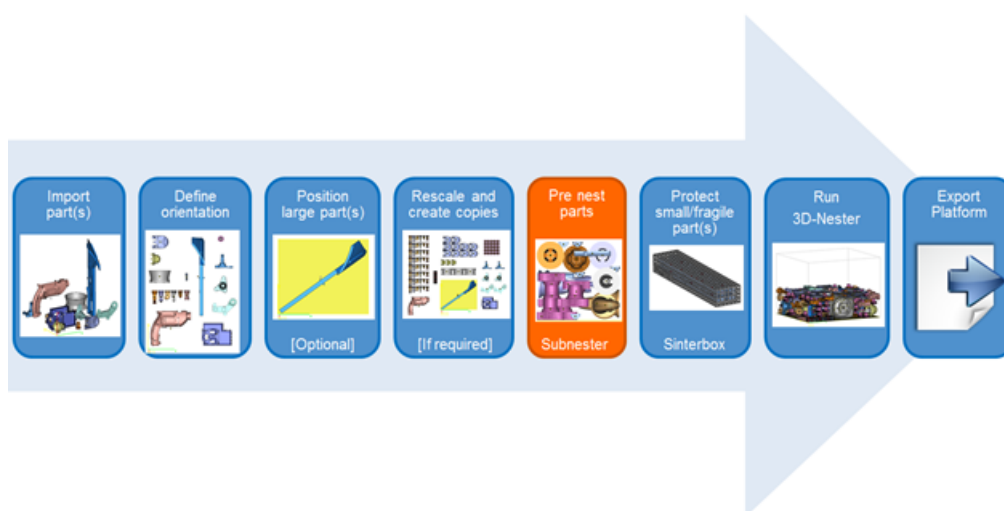 Import
part(s)
Define
orientation
Position
large part(s)
[Optional]
Rescale and
create copies
[If required]
Pre nest
parts
Subnester
Protect
small/fragile
part(s)
Sinterbox
Run
3D-Nester
Export
Platform